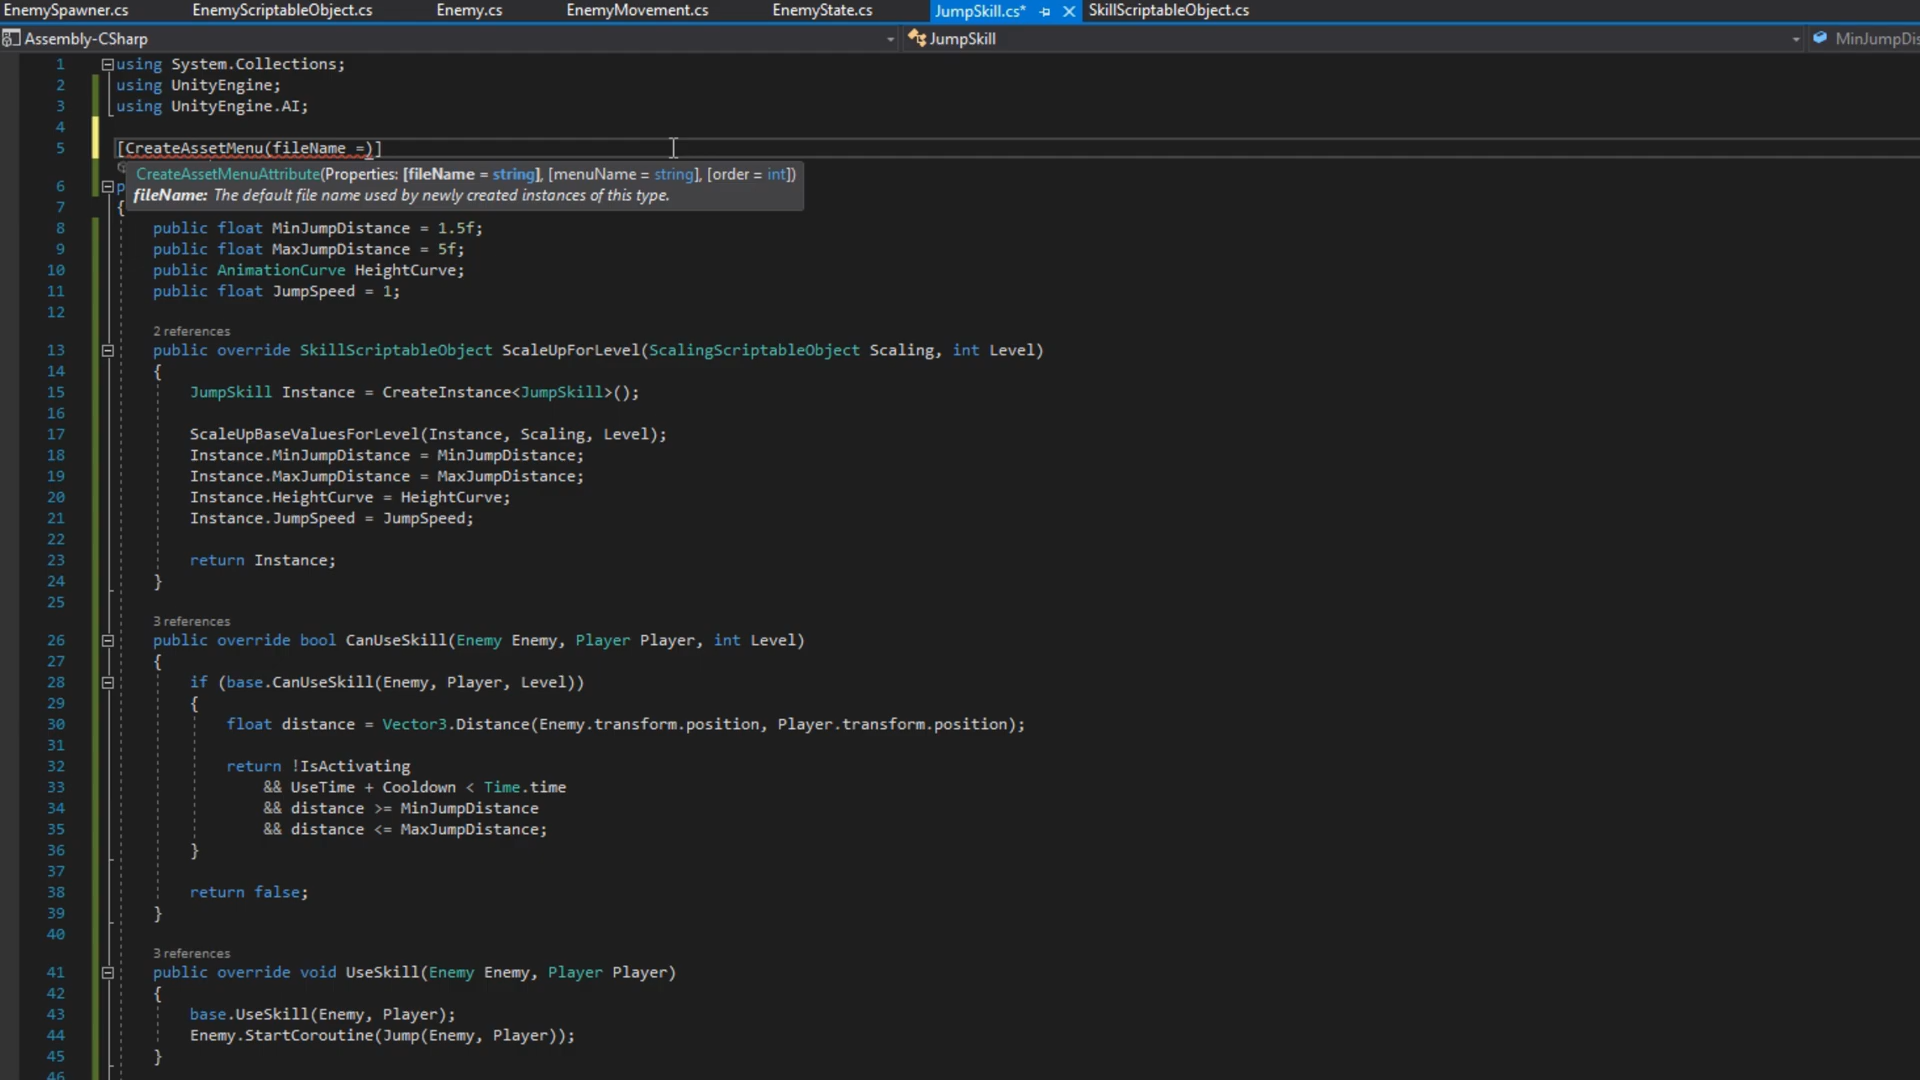 EnemySpawner.cs EnemyScriptableObject.cs Enemy.cs EnemyMovement.cs EnemyState.cs JumpSkill.cs* SkillScriptableObject.cs
Assembly-CSharp JumpSkill MinJumpDis
1 using System.Collections;
2 using UnityEngine;
3 using UnityEngine.AI;
4
5 [CreateAssetMenu(fileName =)]
CreateAssetMenuAttribute(Properties: [fileName = string], [menuName = string], [order = int])
fileName: The default file name used by newly created instances of this type.
6 p
7 {
8 public float MinJumpDistance = 1.5f;
9 public float MaxJumpDistance = 5f;
10 public AnimationCurve HeightCurve;
11 public float JumpSpeed = 1;
12
2 references
13 public override SkillScriptableObject ScaleUpForLevel(ScalingScriptableObject Scaling, int Level)
14 {
15 JumpSkill Instance = CreateInstance<JumpSkill>();
16
17 ScaleUpBaseValuesForLevel(Instance, Scaling, Level);
18 Instance.MinJumpDistance = MinJumpDistance;
19 Instance.MaxJumpDistance = MaxJumpDistance;
20 Instance.HeightCurve = HeightCurve;
21 Instance.JumpSpeed = JumpSpeed;
22
23 return Instance;
24 }
25
3 references
26 public override bool CanUseSkill(Enemy Enemy, Player Player, int Level)
27 {
28 if (base.CanUseSkill(Enemy, Player, Level))
29 {
30 float distance = Vector3.Distance(Enemy.transform.position, Player.transform.position);
31
32 return !IsActivating
33 && UseTime + Cooldown < Time.time
34 && distance >= MinJumpDistance
35 && distance <= MaxJumpDistance;
36 }
37
38 return false;
39 }
40
3 references
41 public override void UseSkill(Enemy Enemy, Player Player)
42 {
43 base.UseSkill(Enemy, Player);
44 Enemy.StartCoroutine(Jump(Enemy, Player));
45 }
46